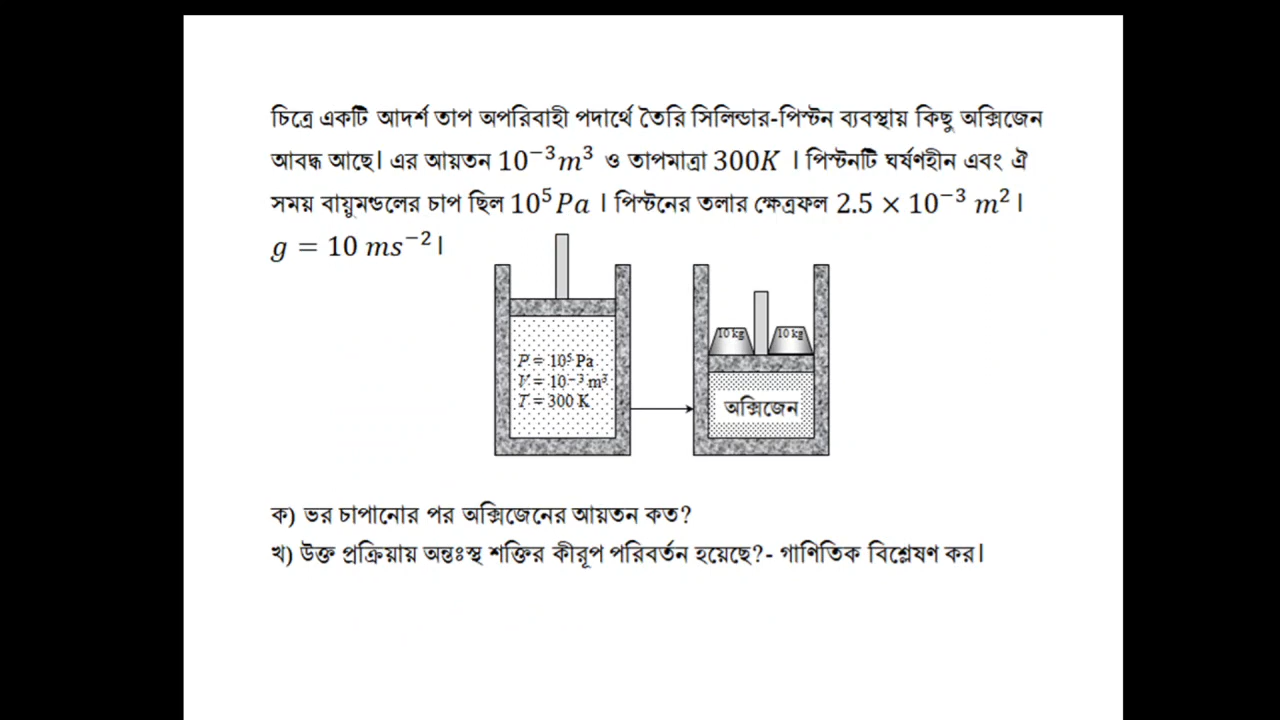 চিত্রে একটি আদর্শ তাপ অপরিবাহী পদার্থে তৈরি সিলিন্ডার-পিস্টন ব্যবস্থায় কিছু অক্সিজেন
আবদ্ধ আছে। এর আয়তন 10⁻³m³ ও তাপমাত্রা 300K । পিস্টনটি ঘর্ষণহীন এবং ঐ
সময় বায়ুমন্ডলের চাপ ছিল 10⁵Pa । পিস্টনের তলার ক্ষেত্রফল 2.5 × 10⁻³ m²।
g = 10 ms⁻²।
P = 10⁵ Pa
V = 10⁻³ m³
T = 300 K
10 kg 10 kg
অক্সিজেন
ক) ভর চাপানোর পর অক্সিজেনের আয়তন কত?
খ) উক্ত প্রক্রিয়ায় অন্তঃস্থ শক্তির কীরূপ পরিবর্তন হয়েছে?- গাণিতিক বিশ্লেষণ কর।